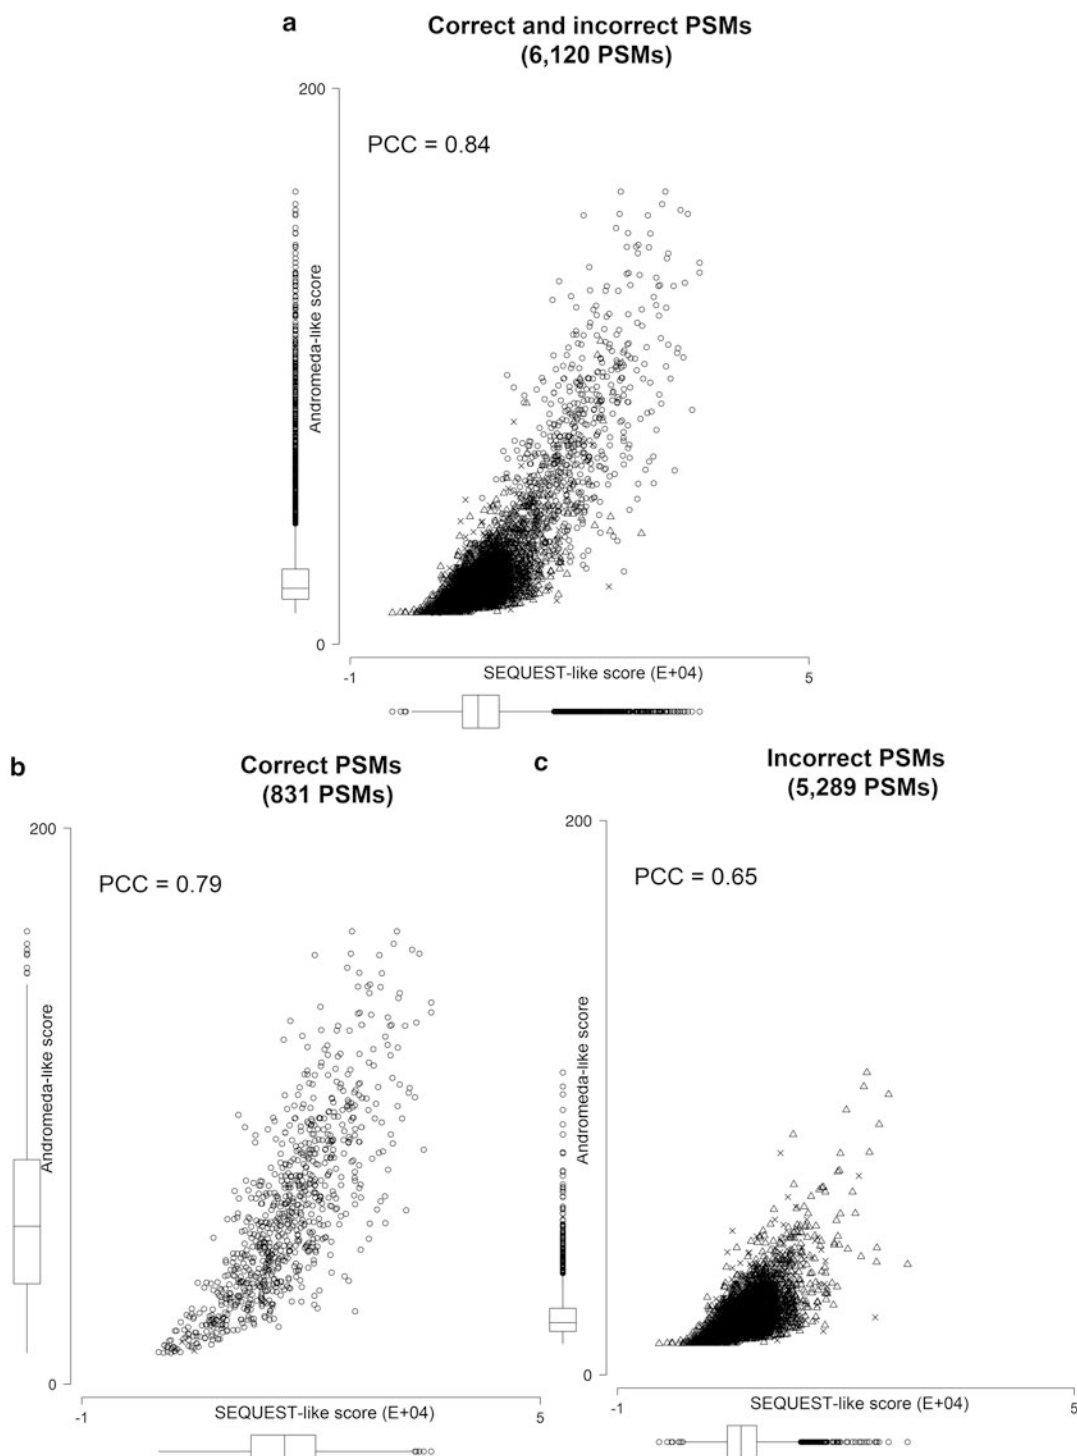 a
Correct and incorrect PSMs
(6,120 PSMs)
200
PCC = 0.84
Andromeda-like score
0
-1
SEQUEST-like score (E+04)
5
b
Correct PSMs
(831 PSMs)
200
PCC = 0.79
Andromeda-like score
0
-1
SEQUEST-like score (E+04)
5
c
Incorrect PSMs
(5,289 PSMs)
200
PCC = 0.65
Andromeda-like score
0
-1
SEQUEST-like score (E+04)
5